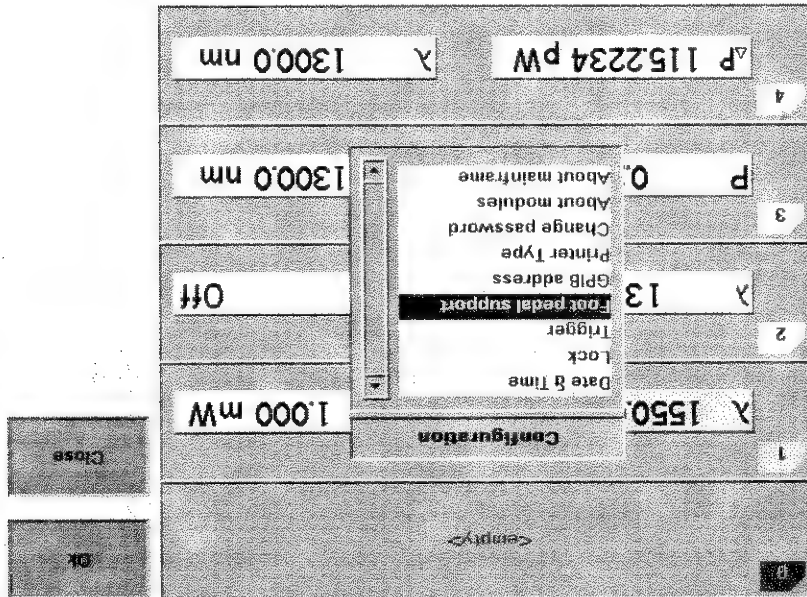 0
<empty>
Ok
Close
1
λ 1550.
1.000 mW
Configuration
Date & Time
Lock
Trigger
Foot pedal support
GPIB address
Printer Type
Change password
About modules
About mainframe
2
λ 13
Off
3
P 0.
1300.0 nm
4
△P 115.2234 pW
λ 1300.0 nm